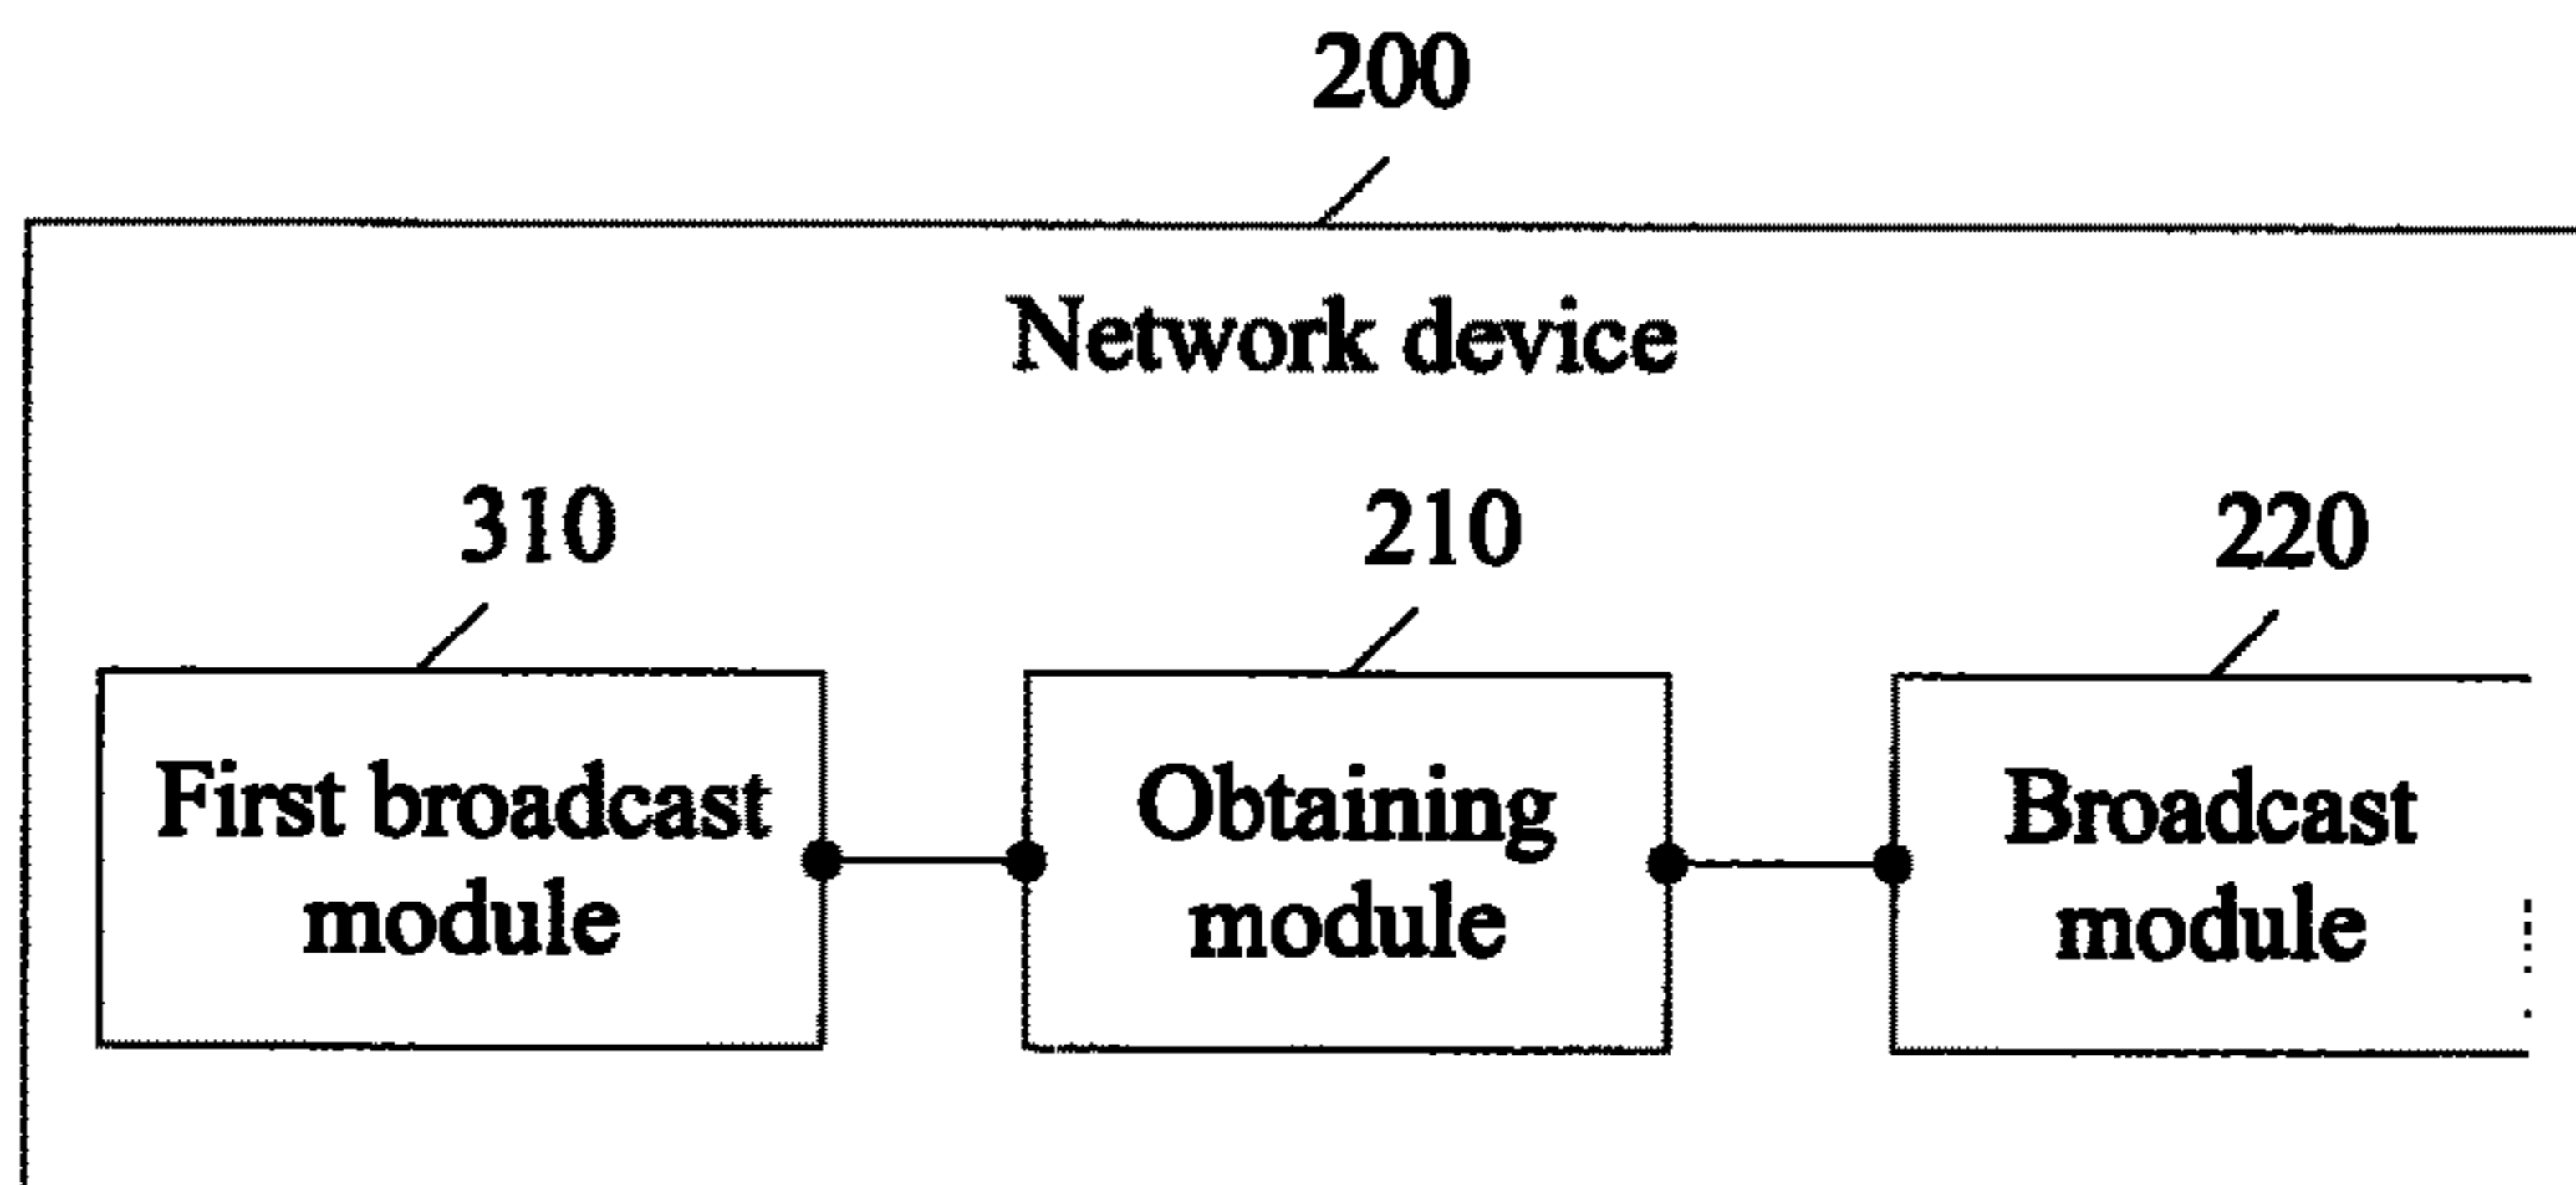 200
Network device
310
210
220
First broadcast
module
Obtaining
module
Broadcast
module